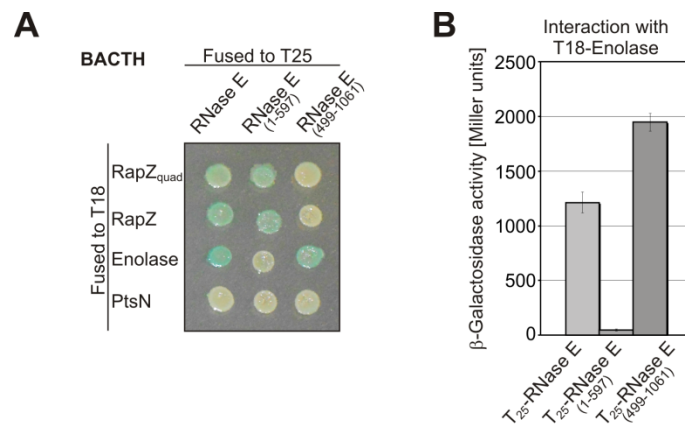 A
BACTH
Fused to T25
RNase E
RNase E
(1-597)
RNase E
(499-1061)
Fused to T18
RapZquad
RapZ
Enolase
PtsN
B
Interaction with
T18-Enolase
β-Galactosidase activity [Miller units]
2500
2000
1500
1000
500
0
T25-RNase E
T25-RNase E
(1-597)
T25-RNase E
(499-1061)